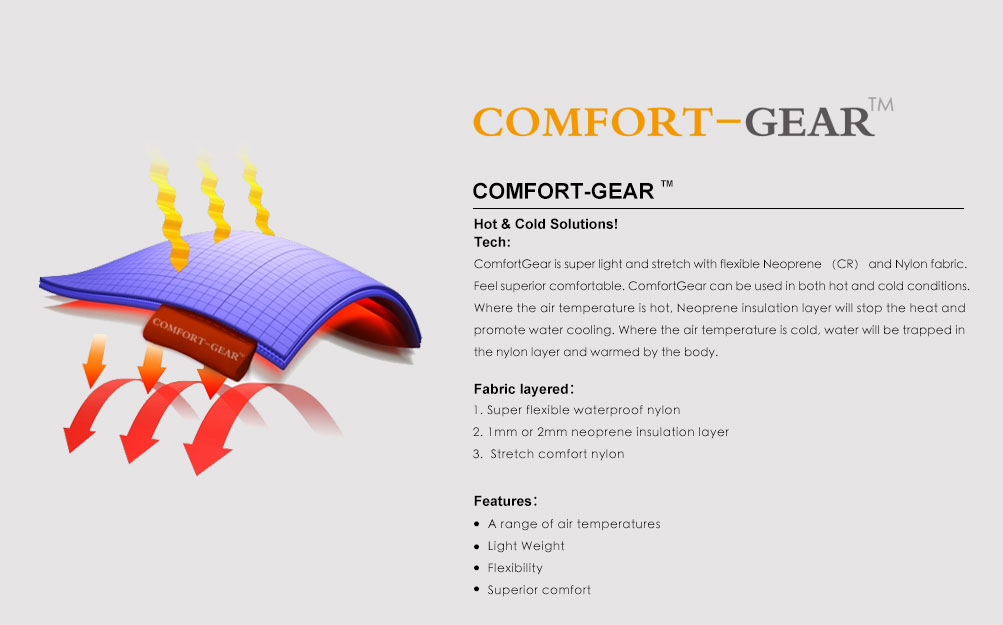 COMFORT-GEAR™
COMFORT-GEAR ™
Hot & Cold Solutions!
Tech:
ComfortGear is super light and stretch with flexible Neoprene （CR） and Nylon fabric.
Feel superior comfortable. ComfortGear can be used in both hot and cold conditions.
Where the air temperature is hot, Neoprene insulation layer will stop the heat and
promote water cooling. Where the air temperature is cold, water will be trapped in
the nylon layer and warmed by the body.
COMFORT-GEAR™
Fabric layered：
1. Super flexible waterproof nylon
2. 1mm or 2mm neoprene insulation layer
3. Stretch comfort nylon
Features：
• A range of air temperatures
• Light Weight
• Flexibility
• Superior comfort